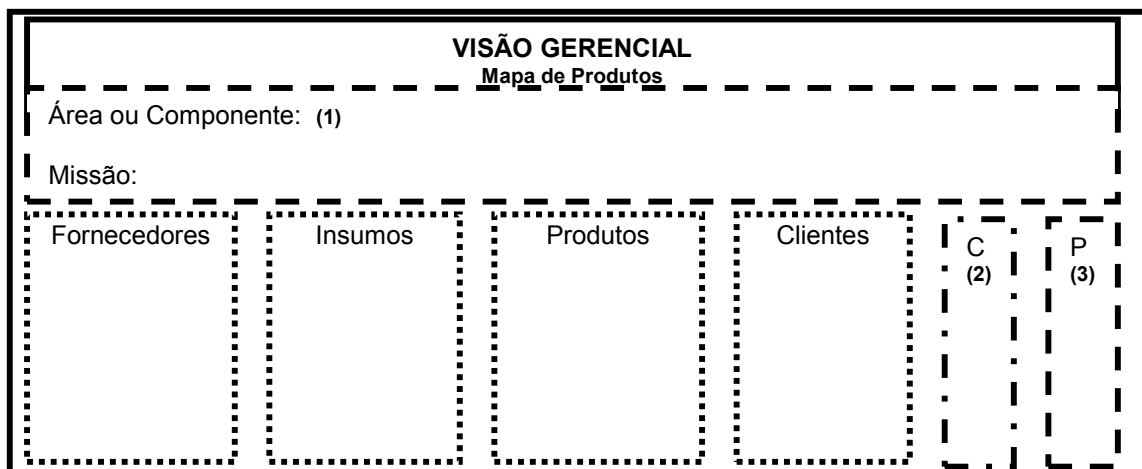 VISÃO GERENCIAL
Mapa de Produtos
Área ou Componente: (1)
Missão:
Fornecedores
Insumos
Produtos
Clientes
C
(2)
P
(3)